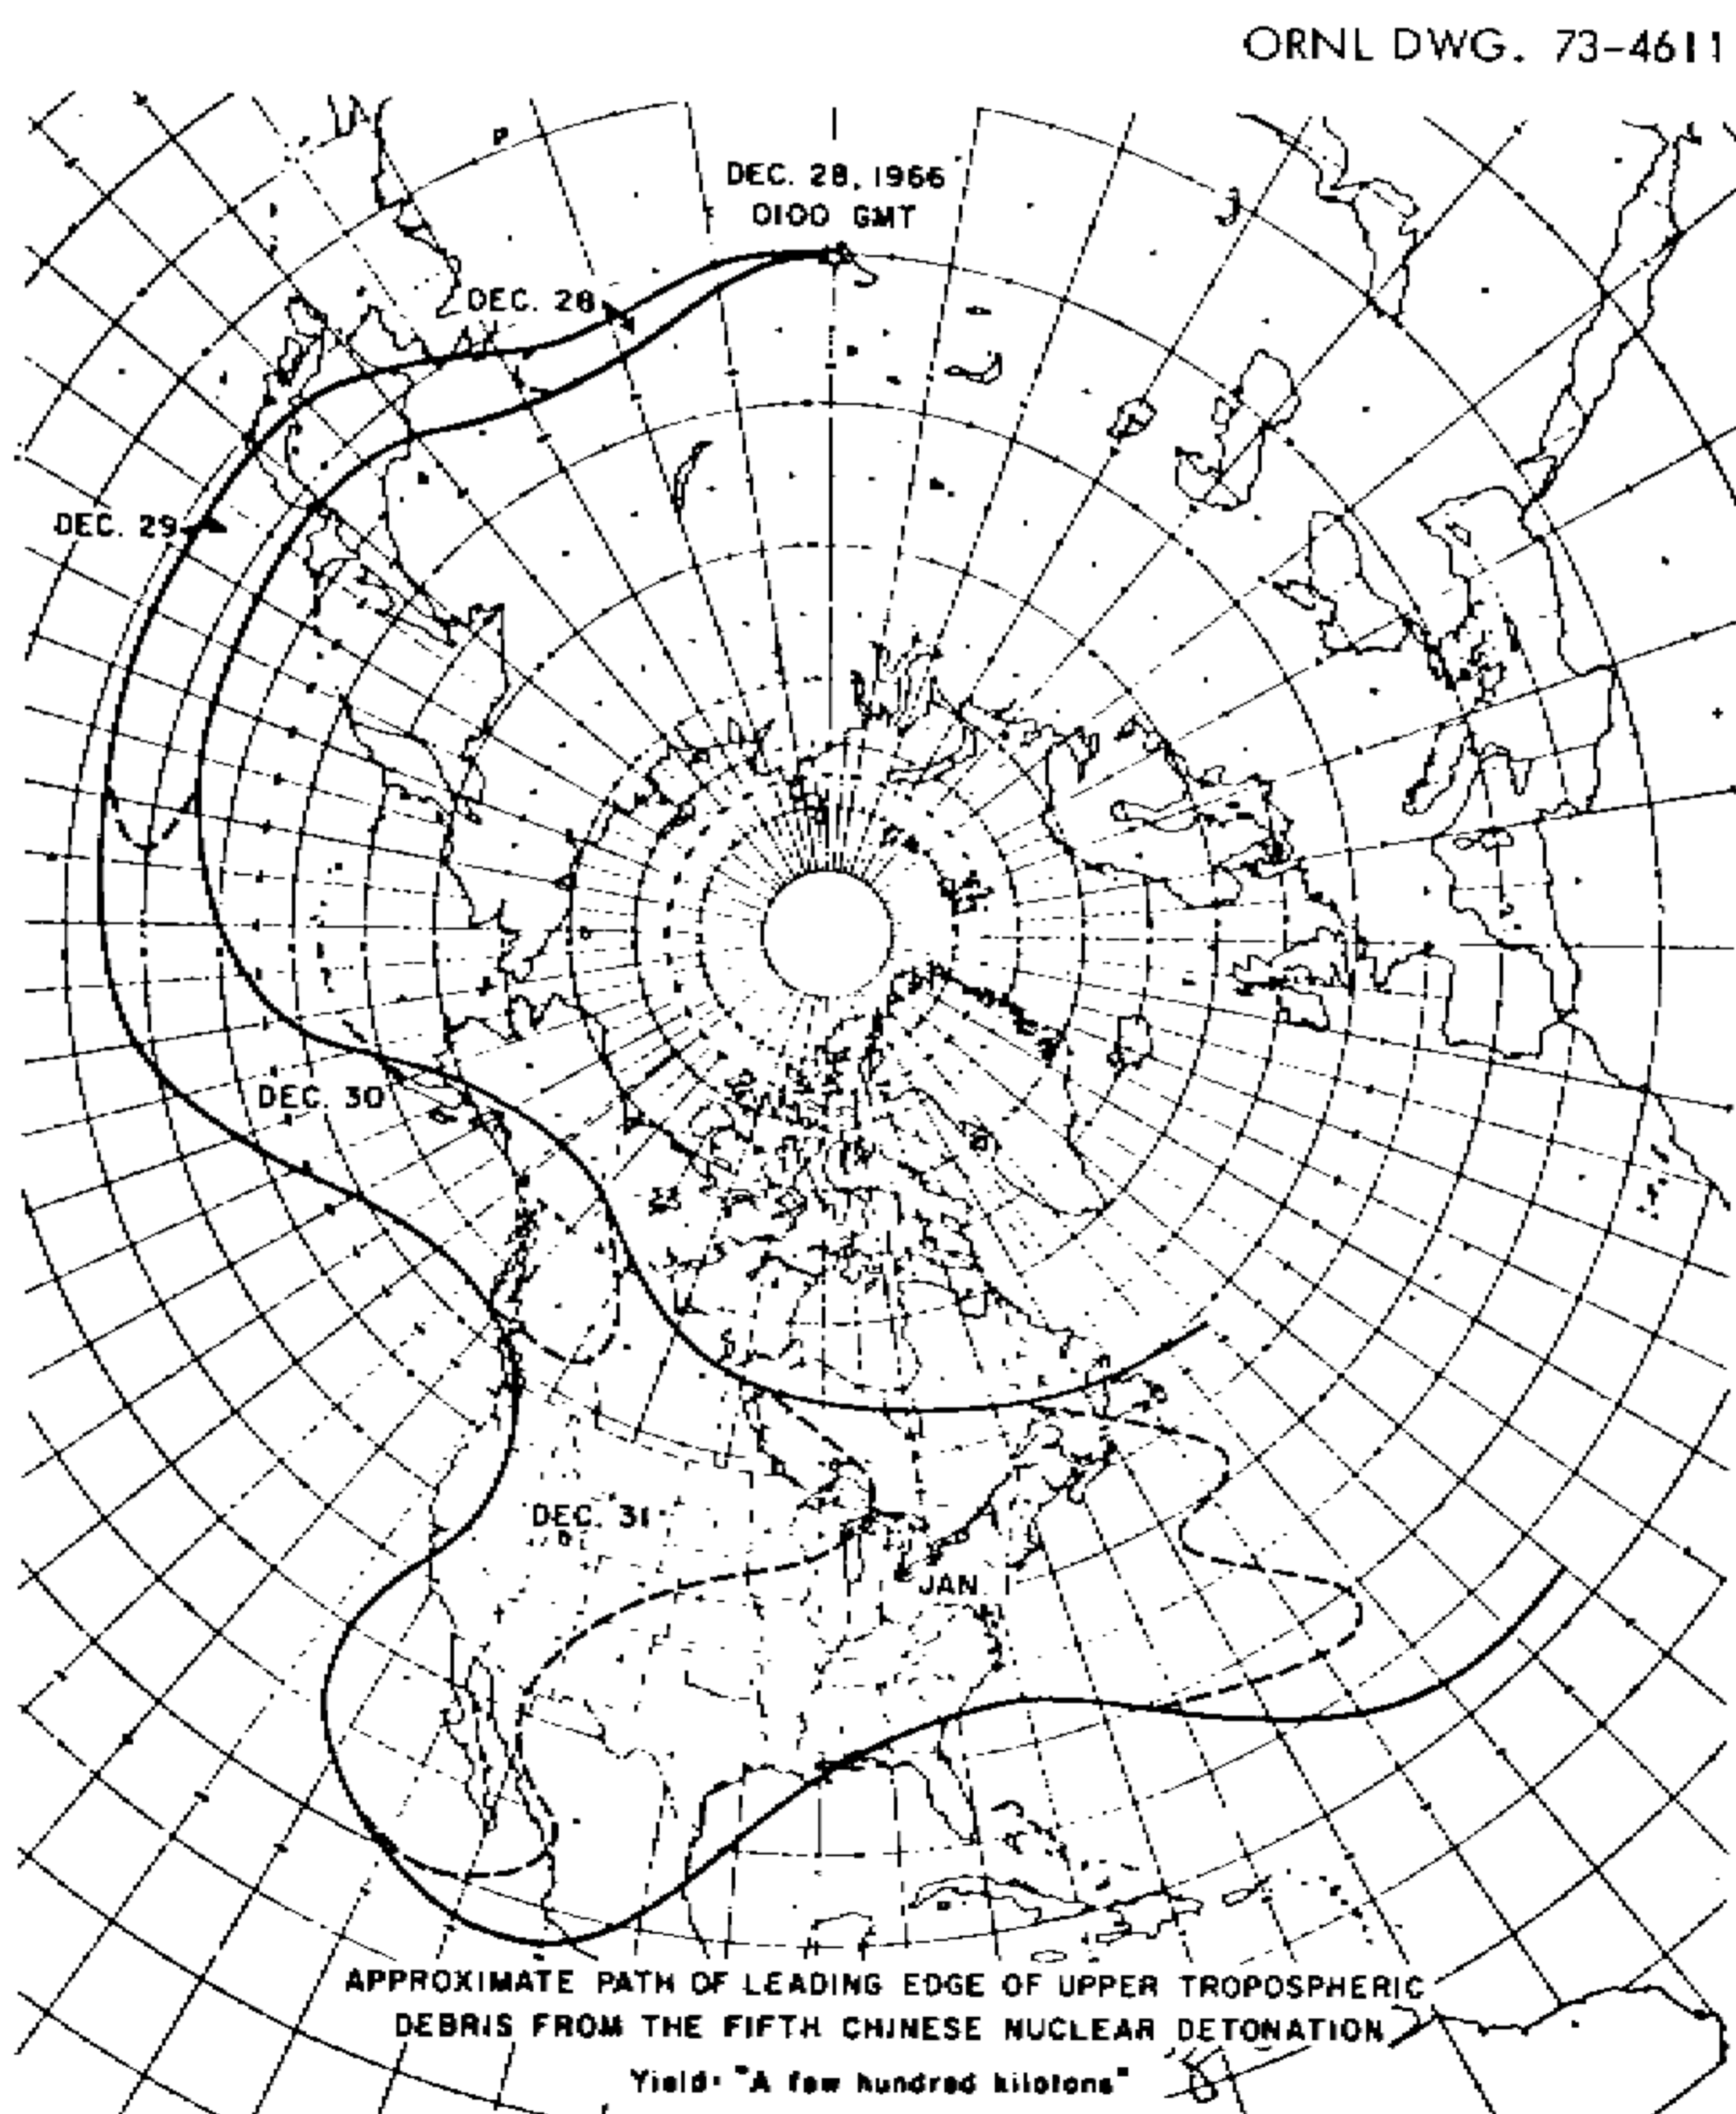 ORNL DWG. 73-4611
DEC. 28, 1966
0100 GMT
DEC. 28
DEC. 29
DEC. 30
DEC. 31
JAN. 1
APPROXIMATE PATH OF LEADING EDGE OF UPPER TROPOSPHERIC
DEBRIS FROM THE FIFTH CHINESE NUCLEAR DETONATION
Yield: "A few hundred kilotons"